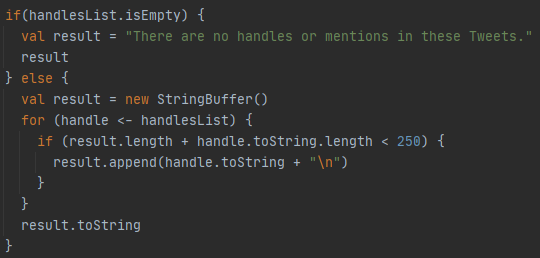 if(handlesList.isEmpty) {
  val result = "There are no handles or mentions in these Tweets."
  result
} else {
  val result = new StringBuffer()
  for (handle <- handlesList) {
    if (result.length + handle.toString.length < 250) {
      result.append(handle.toString + "\n")
    }
  }
  result.toString
}